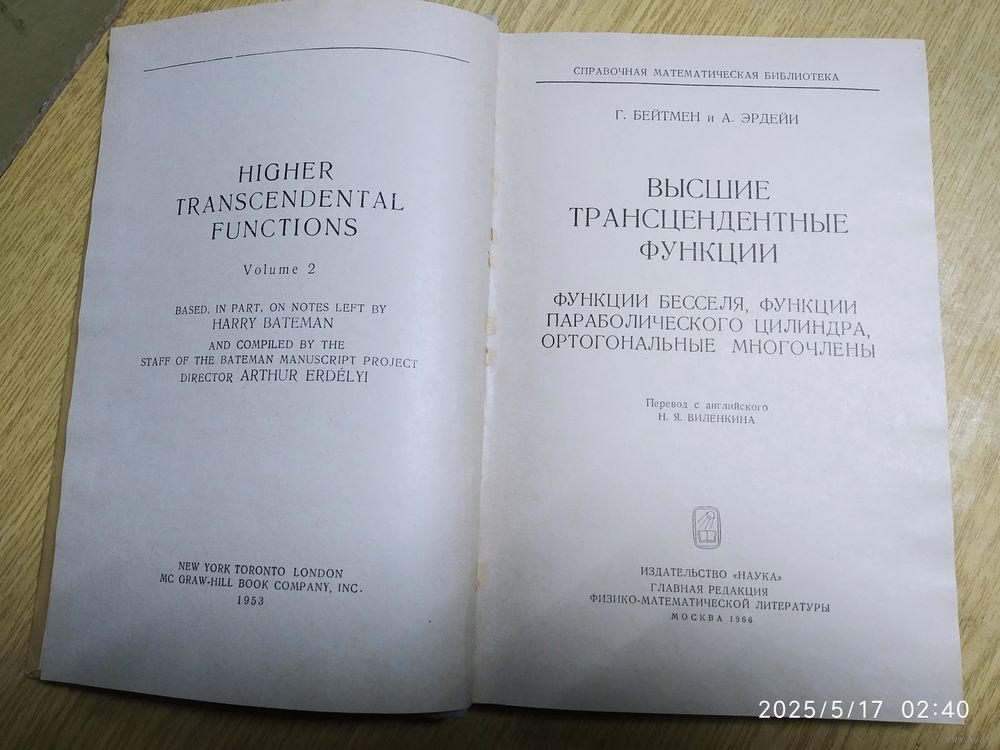 HIGHER
TRANSCENDENTAL
FUNCTIONS
Volume 2
BASED, IN PART, ON NOTES LEFT BY
HARRY BATEMAN
AND COMPILED BY THE
STAFF OF THE BATEMAN MANUSCRIPT PROJECT
DIRECTOR ARTHUR ERDÉLYI
NEW YORK TORONTO LONDON
MC GRAW-HILL BOOK COMPANY, INC.
1953
СПРАВОЧНАЯ МАТЕМАТИЧЕСКАЯ БИБЛИОТЕКА
Г. БЕЙТМЕН и А. ЭРДЕЙИ
ВЫСШИЕ
ТРАНСЦЕНДЕНТНЫЕ
ФУНКЦИИ
ФУНКЦИИ БЕССЕЛЯ, ФУНКЦИИ
ПАРАБОЛИЧЕСКОГО ЦИЛИНДРА,
ОРТОГОНАЛЬНЫЕ МНОГОЧЛЕНЫ
Перевод с английского
Н. Я. ВИЛЕНКИНА
ИЗДАТЕЛЬСТВО «НАУКА»
ГЛАВНАЯ РЕДАКЦИЯ
ФИЗИКО-МАТЕМАТИЧЕСКОЙ ЛИТЕРАТУРЫ
МОСКВА 1966
2025/5/17 02:40